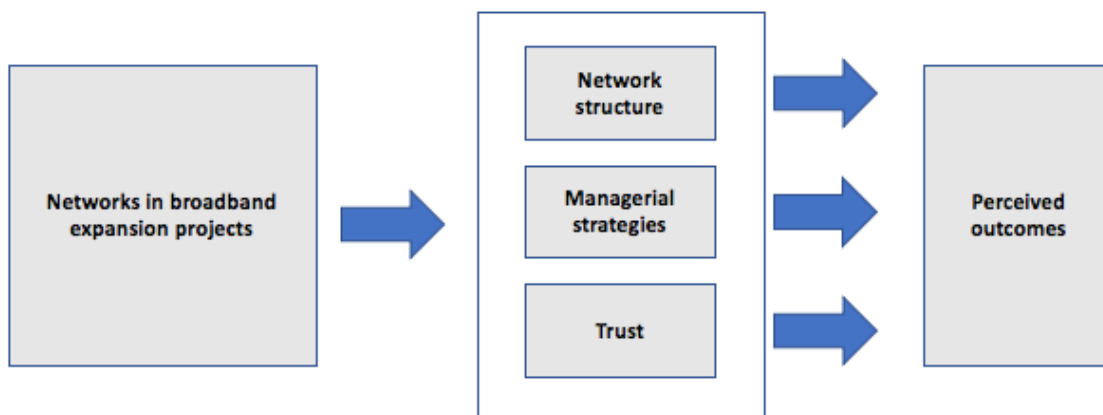 Networks in broadband
expansion projects
Network
structure
Managerial
strategies
Trust
Perceived
outcomes